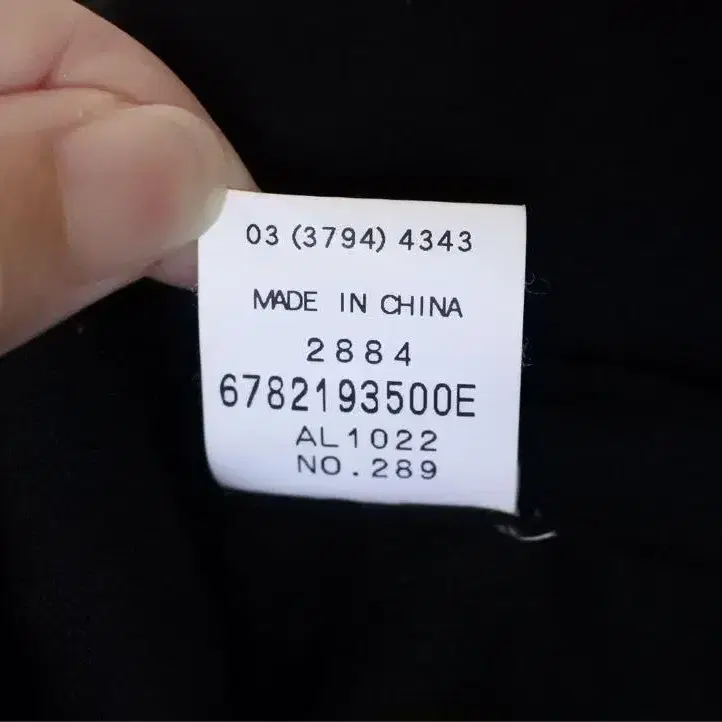 03 (3794) 4343
MADE IN CHINA
2884
6782193500E
AL1022
NO.289